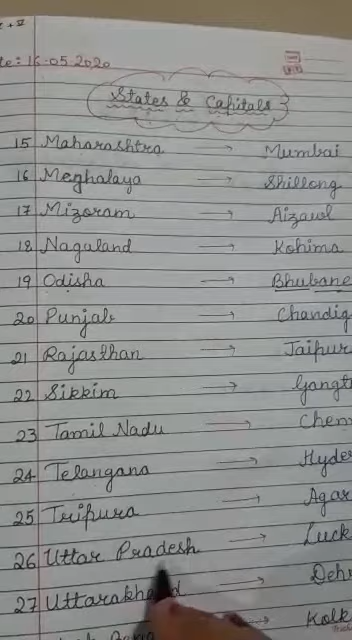 te: 16.05.2020
States & Capitals
15 Maharashtra → Mumbai
16 Meghalaya → Shillong
17 Mizoram → Aizawl
18 Nagaland → Kohima
19 Odisha → Bhubane
20 Punjab → Chandig
21 Rajasthan → Jaipur
22 Sikkim → Gangt
23 Tamil Nadu → Chen
24 Telangana → Hyde
25 Tripura → Agar
26 Uttar Pradesh → Luck
27 Uttarakhand → Deh
→ Kolk